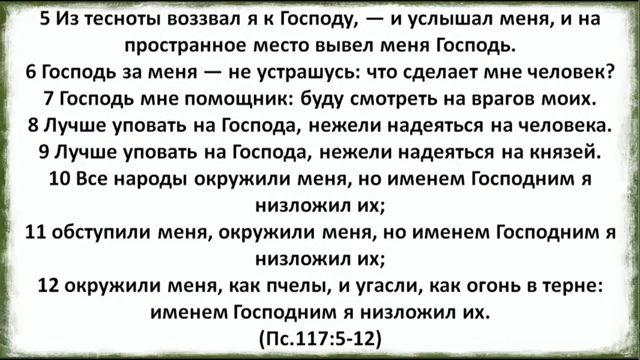 5 Из тесноты воззвал я к Господу, — и услышал меня, и на
пространное место вывел меня Господь.
6 Господь за меня — не устрашусь: что сделает мне человек?
7 Господь мне помощник: буду смотреть на врагов моих.
8 Лучше уповать на Господа, нежели надеяться на человека.
9 Лучше уповать на Господа, нежели надеяться на князей.
10 Все народы окружили меня, но именем Господним я
низложил их;
11 обступили меня, окружили меня, но именем Господним я
низложил их;
12 окружили меня, как пчелы, и угасли, как огонь в терне:
именем Господним я низложил их.
(Пс.117:5-12)